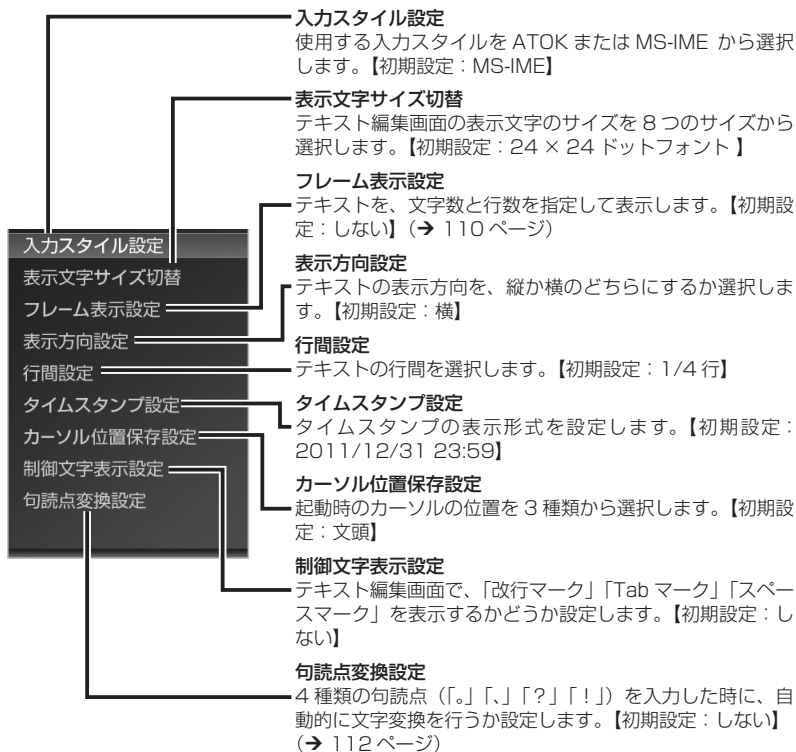 入力スタイル設定
使用する入力スタイルを ATOK または MS-IME から選択
します。【初期設定：MS-IME】
表示文字サイズ切替
テキスト編集画面の表示文字のサイズを 8 つのサイズから
選択します。【初期設定：24 × 24 ドットフォント 】
フレーム表示設定
テキストを、文字数と行数を指定して表示します。【初期設
定：しない】（➔ 110 ページ）
表示方向設定
テキストの表示方向を、縦か横のどちらにするか選択しま
す。【初期設定：横】
行間設定
テキストの行間を選択します。【初期設定：1/4 行】
タイムスタンプ設定
タイムスタンプの表示形式を設定します。【初期設定：
2011/12/31 23:59】
カーソル位置保存設定
起動時のカーソルの位置を 3 種類から選択します。【初期設
定：文頭】
制御文字表示設定
テキスト編集画面で、「改行マーク」「Tab マーク」「スペー
スマーク」を表示するかどうか設定します。【初期設定：し
ない】
句読点変換設定
4 種類の句読点（「。」「、」「？」「！」）を入力した時に、自
動的に文字変換を行うか設定します。【初期設定：しない】
（➔ 112 ページ）
入力スタイル設定
表示文字サイズ切替
フレーム表示設定
表示方向設定
行間設定
タイムスタンプ設定
カーソル位置保存設定
制御文字表示設定
句読点変換設定